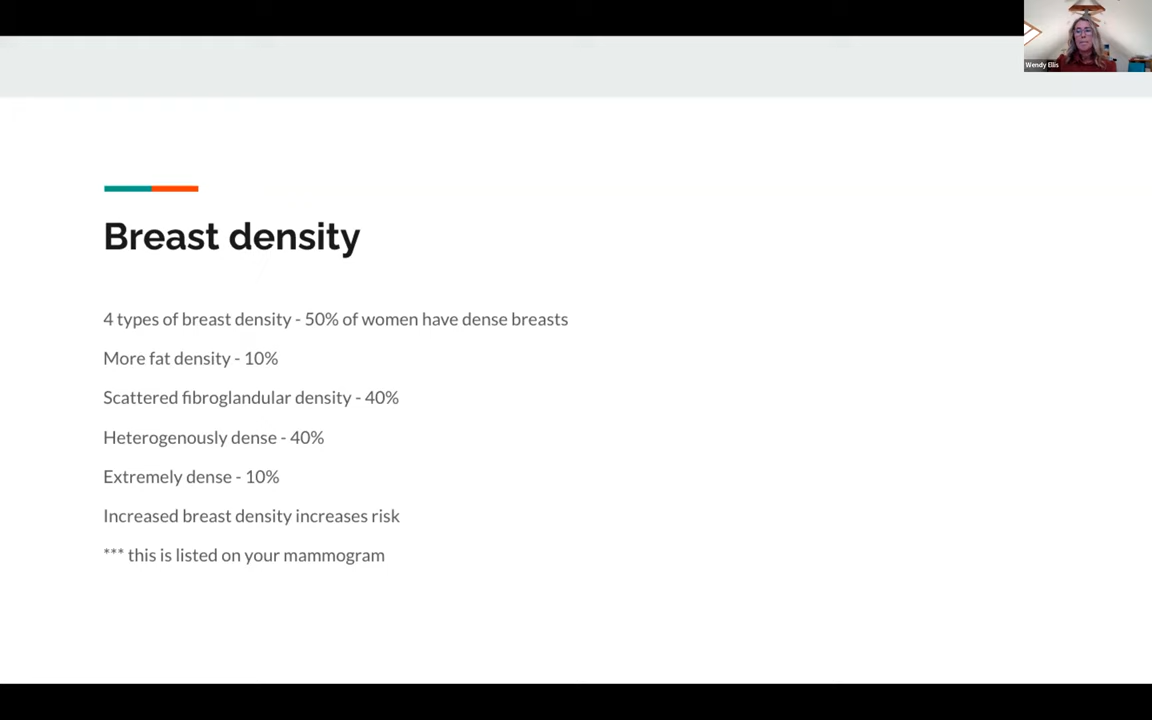 Wendy Ellis
Breast density
4 types of breast density - 50% of women have dense breasts
More fat density - 10%
Scattered fibroglandular density - 40%
Heterogenously dense - 40%
Extremely dense - 10%
Increased breast density increases risk
*** this is listed on your mammogram